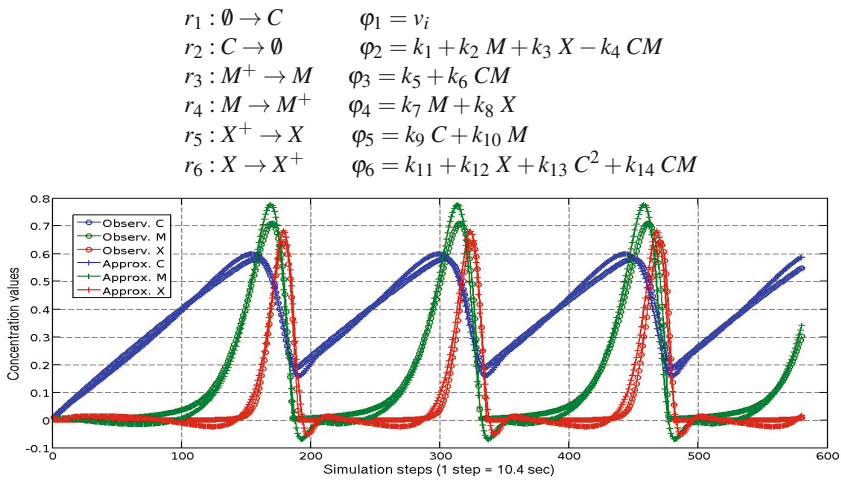 r₁ : ∅ → C φ₁ = vᵢ
r₂ : C → ∅ φ₂ = k₁ + k₂ M + k₃ X − k₄ CM
r₃ : M⁺ → M φ₃ = k₅ + k₆ CM
r₄ : M → M⁺ φ₄ = k₇ M + k₈ X
r₅ : X⁺ → X φ₅ = k₉ C + k₁₀ M
r₆ : X → X⁺ φ₆ = k₁₁ + k₁₂ X + k₁₃ C² + k₁₄ CM
0.8
0.7
0.6
0.5
0.4
0.3
0.2
0.1
0
-0.1
Concentration values
Observ. C
Observ. M
Observ. X
Approx. C
Approx. M
Approx. X
0 100 200 300 400 500 600
Simulation steps (1 step = 10.4 sec)